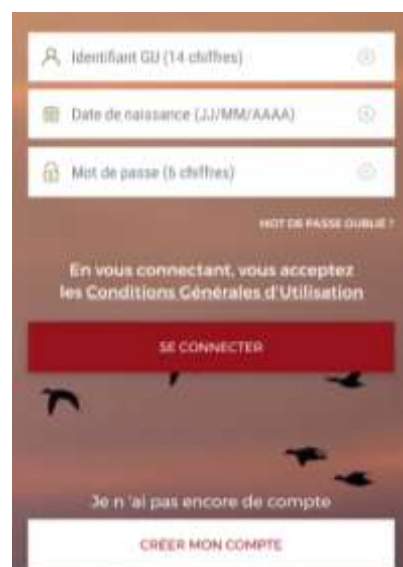 Identifiant GU (14 chiffres)
Date de naissance (JJ/MM/AAAA)
Mot de passe (6 chiffres)
MOT DE PASSE OUBLIÉ ?
En vous connectant, vous acceptez
les Conditions Générales d'Utilisation
SE CONNECTER
Je n 'ai pas encore de compte
CRÉER MON COMPTE